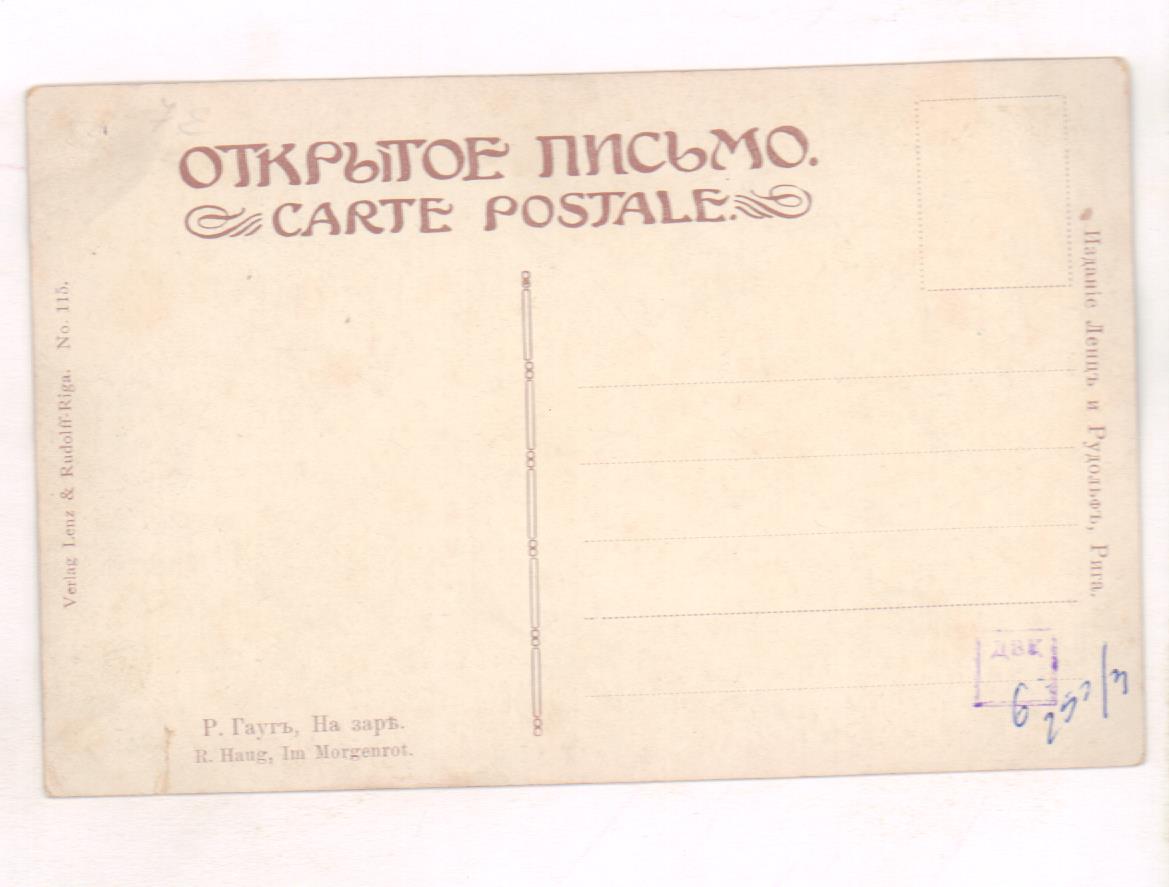 ОТКРЫТОЕ ПИСЬМО.
CARTE POSTALE.
Verlag Lenz & Rudolff-Riga. No. 115.
Изданіе Ленцъ и Рудольфъ, Рига.
Р. Гаугъ, На зарѣ.
R. Haug, Im Morgenrot.
ДВК
6